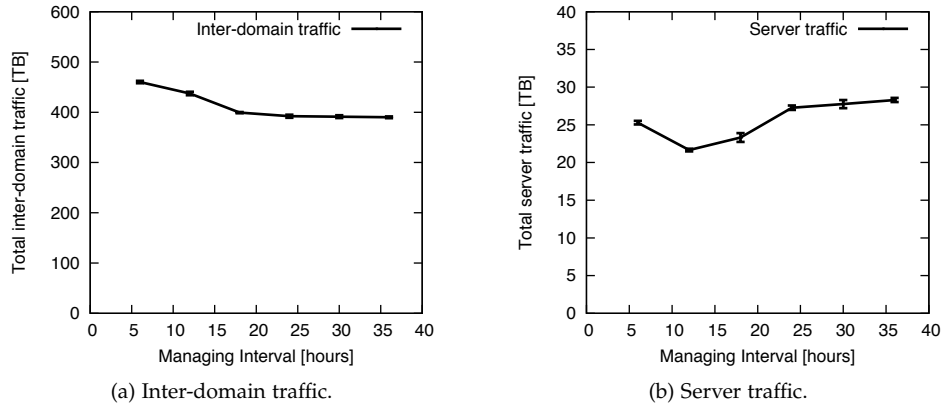 600
500
400
300
200
100
0
Total inter-domain traffic [TB]
Inter-domain traffic
0 5 10 15 20 25 30 35 40
Managing Interval [hours]
(a) Inter-domain traffic.
40
35
30
25
20
15
10
5
0
Total server traffic [TB]
Server traffic
0 5 10 15 20 25 30 35 40
Managing Interval [hours]
(b) Server traffic.